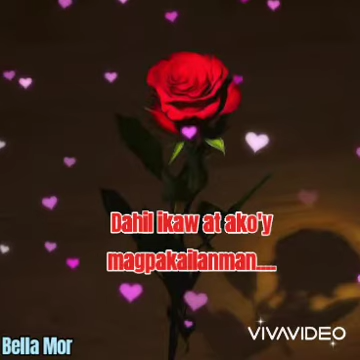 Dahil ikaw at ako'y
magpakailanman.....
VIVAVIDEO
Bella Mor